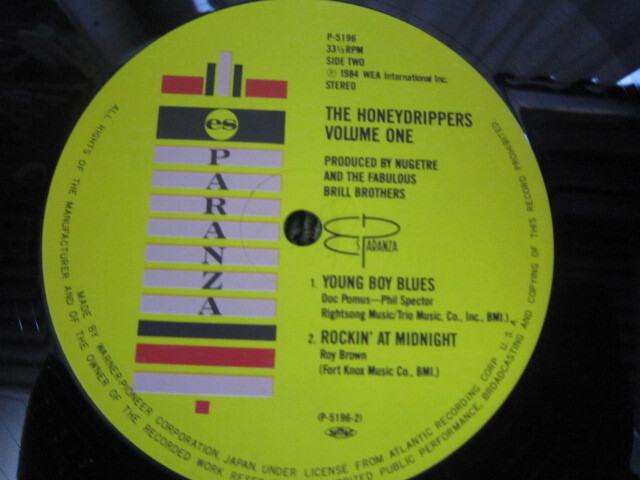 P-5196
33⅓RPM
SIDE TWO
℗ 1984 WEA International Inc.
STEREO
THE HONEYDRIPPERS
VOLUME ONE
PRODUCED BY NUGETRE
AND THE FABULOUS
BRILL BROTHERS
es
PARANZA
ES PARANZA
1. YOUNG BOY BLUES
Doc Pomus—Phil Spector
Rightsong Music/Trio Music, Co., Inc., BMI.)
2. ROCKIN' AT MIDNIGHT
Roy Brown
(Fort Knox Music Co., BMI.)
(P-5196-2)
ALL RIGHTS OF THE MANUFACTURER AND OF THE OWNER OF THE RECORDED WORK PUBLIC PERFORMANCE, BROADCASTING AND COPYING OF THIS RECORD PROHIBITED
MADE BY WARNER-PIONEER CORPORATION, JAPAN, UNDER LICENSE FROM ATLANTIC RECORDING CORP. U.S.A.